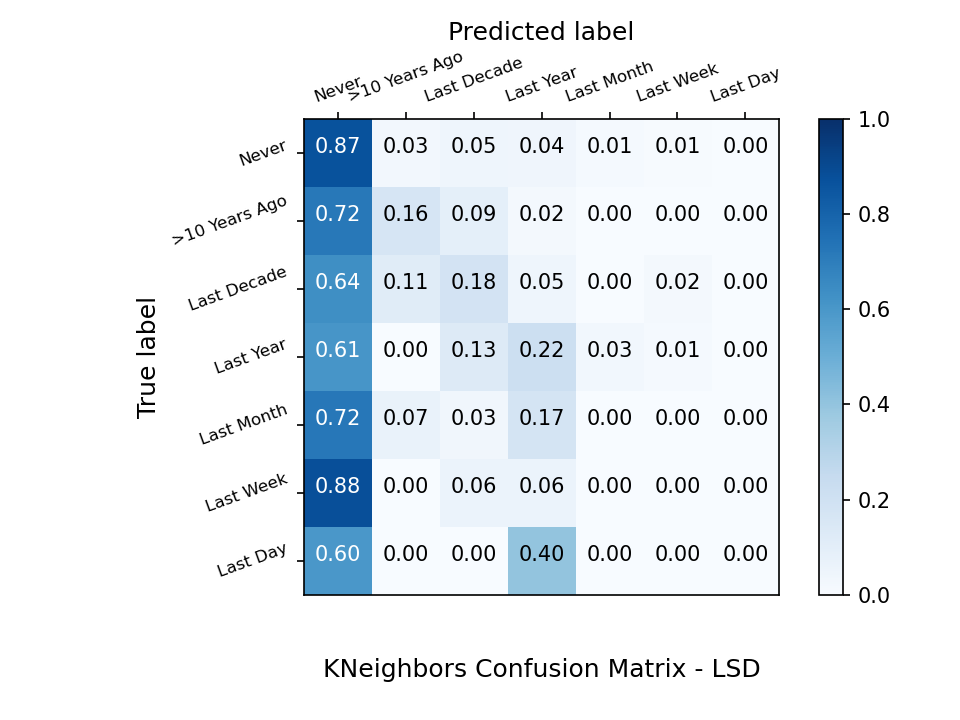 Predicted label
Never >10 Years Ago Last Decade Last Year Last Month Last Week Last Day
True label
Never 0.87 0.03 0.05 0.04 0.01 0.01 0.00
>10 Years Ago 0.72 0.16 0.09 0.02 0.00 0.00 0.00
Last Decade 0.64 0.11 0.18 0.05 0.00 0.02 0.00
Last Year 0.61 0.00 0.13 0.22 0.03 0.01 0.00
Last Month 0.72 0.07 0.03 0.17 0.00 0.00 0.00
Last Week 0.88 0.00 0.06 0.06 0.00 0.00 0.00
Last Day 0.60 0.00 0.00 0.40 0.00 0.00 0.00
1.0
0.8
0.6
0.4
0.2
0.0
KNeighbors Confusion Matrix - LSD